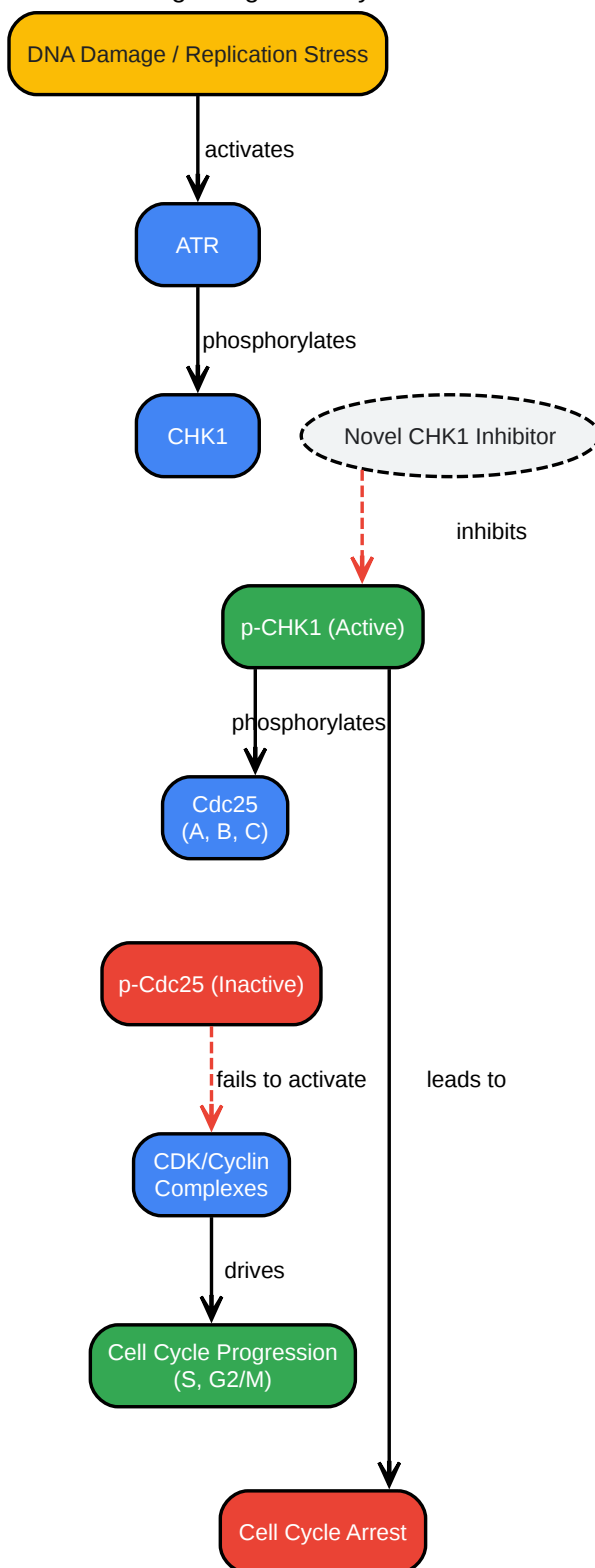 DNA Damage / Replication Stress
activates
ATR
phosphorylates
CHK1
Novel CHK1 Inhibitor
inhibits
p-CHK1 (Active)
phosphorylates
Cdc25
(A, B, C)
p-Cdc25 (Inactive)
fails to activate
leads to
CDK/Cyclin
Complexes
drives
Cell Cycle Progression
(S, G2/M)
Cell Cycle Arrest